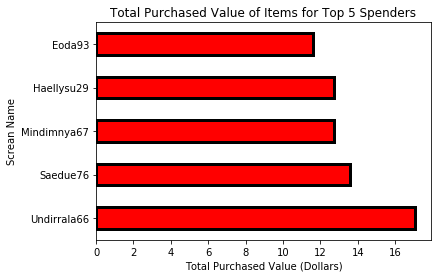 Total Purchased Value of Items for Top 5 Spenders
Screan Name
Eoda93
Haellysu29
Mindimnya67
Saedue76
Undirrala66
0 2 4 6 8 10 12 14 16
Total Purchased Value (Dollars)